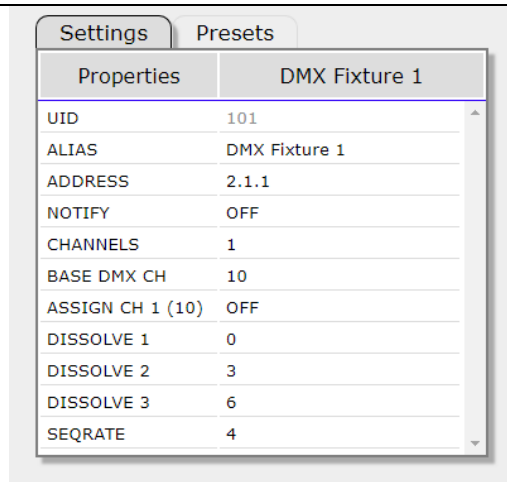 Settings Presets
Properties DMX Fixture 1
UID 101
ALIAS DMX Fixture 1
ADDRESS 2.1.1
NOTIFY OFF
CHANNELS 1
BASE DMX CH 10
ASSIGN CH 1 (10) OFF
DISSOLVE 1 0
DISSOLVE 2 3
DISSOLVE 3 6
SEQRATE 4